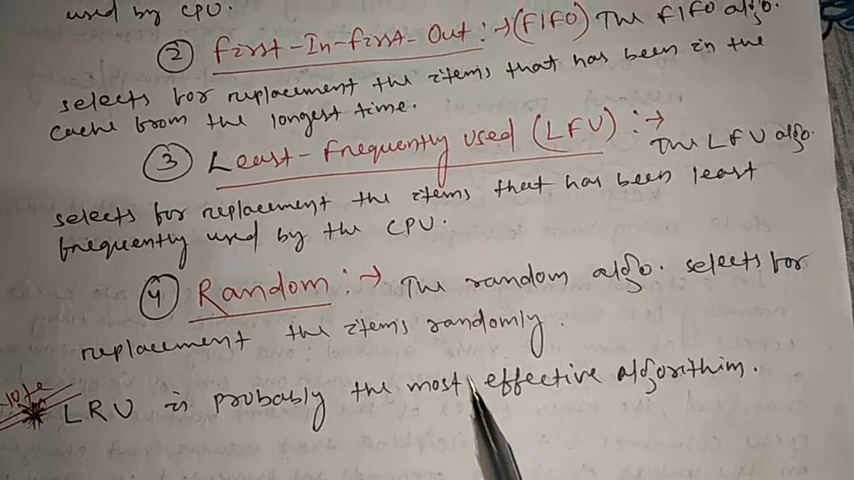 used by CPU.
② First-In-First-Out :→ (FIFO) The FIFO algo.
selects for replacement the items that has been in the
cache from the longest time.
③ Least-Frequently used (LFU) :→ The LFU algo.
selects for replacement the items that has been least
frequently used by the CPU.
④ Random :→ The random algo. selects for
replacement the items randomly.
Note
LRU is probably the most effective algorithim.